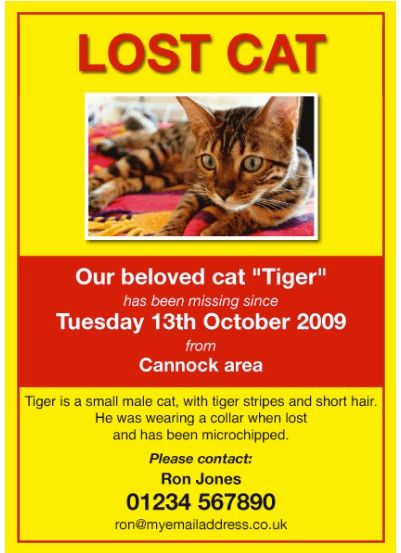 LOST CAT
Our beloved cat "Tiger"
has been missing since
Tuesday 13th October 2009
from
Cannock area
Tiger is a small male cat, with tiger stripes and short hair.
He was wearing a collar when lost
and has been microchipped.
Please contact:
Ron Jones
01234 567890
ron@myemailaddress.co.uk